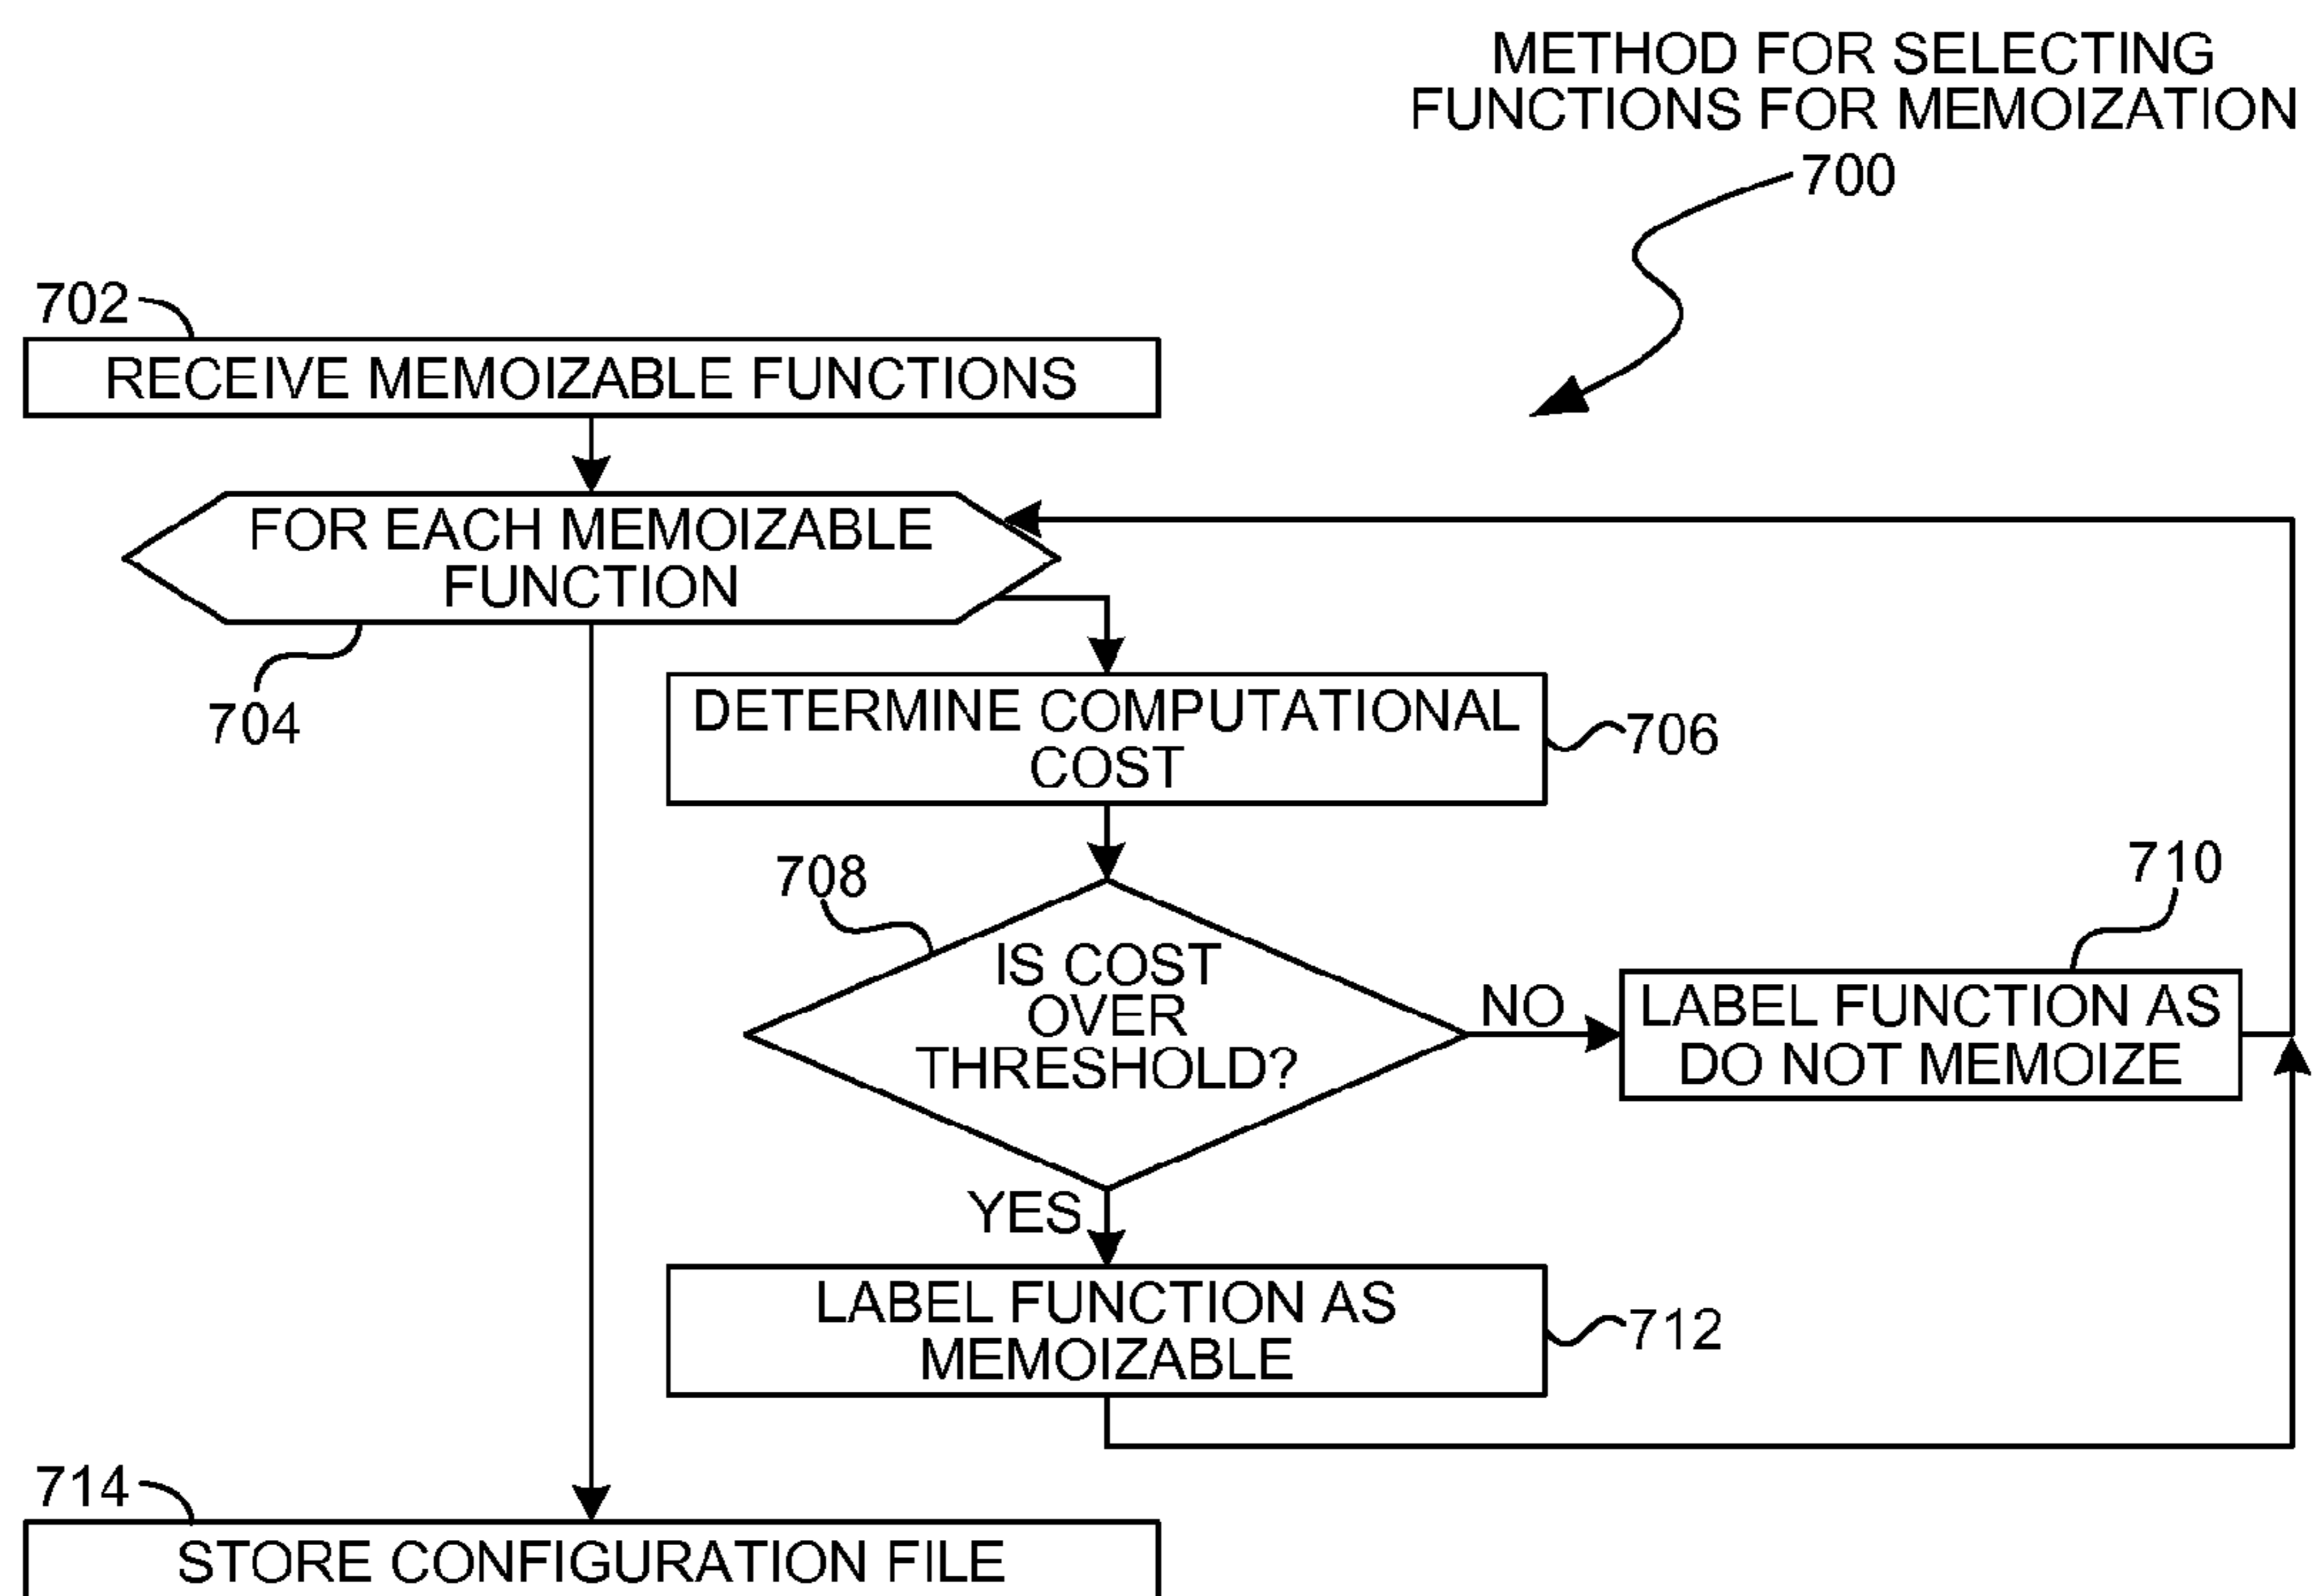 METHOD FOR SELECTING
FUNCTIONS FOR MEMOIZATION
700
702
RECEIVE MEMOIZABLE FUNCTIONS
FOR EACH MEMOIZABLE
FUNCTION
704
DETERMINE COMPUTATIONAL
COST
706
708
IS COST
OVER
THRESHOLD?
NO
710
LABEL FUNCTION AS
DO NOT MEMOIZE
YES
LABEL FUNCTION AS
MEMOIZABLE
712
714
STORE CONFIGURATION FILE